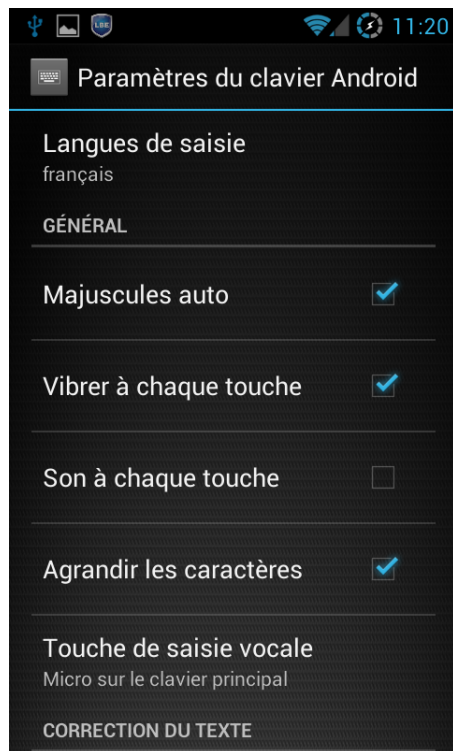 11:20
Paramètres du clavier Android
Langues de saisie
français
GÉNÉRAL
Majuscules auto
Vibrer à chaque touche
Son à chaque touche
Agrandir les caractères
Touche de saisie vocale
Micro sur le clavier principal
CORRECTION DU TEXTE